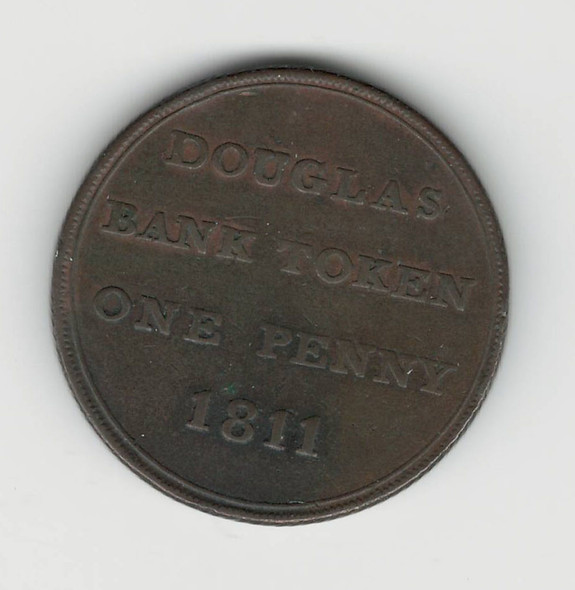 DOUGLAS
BANK TOKEN
ONE PENNY
1811